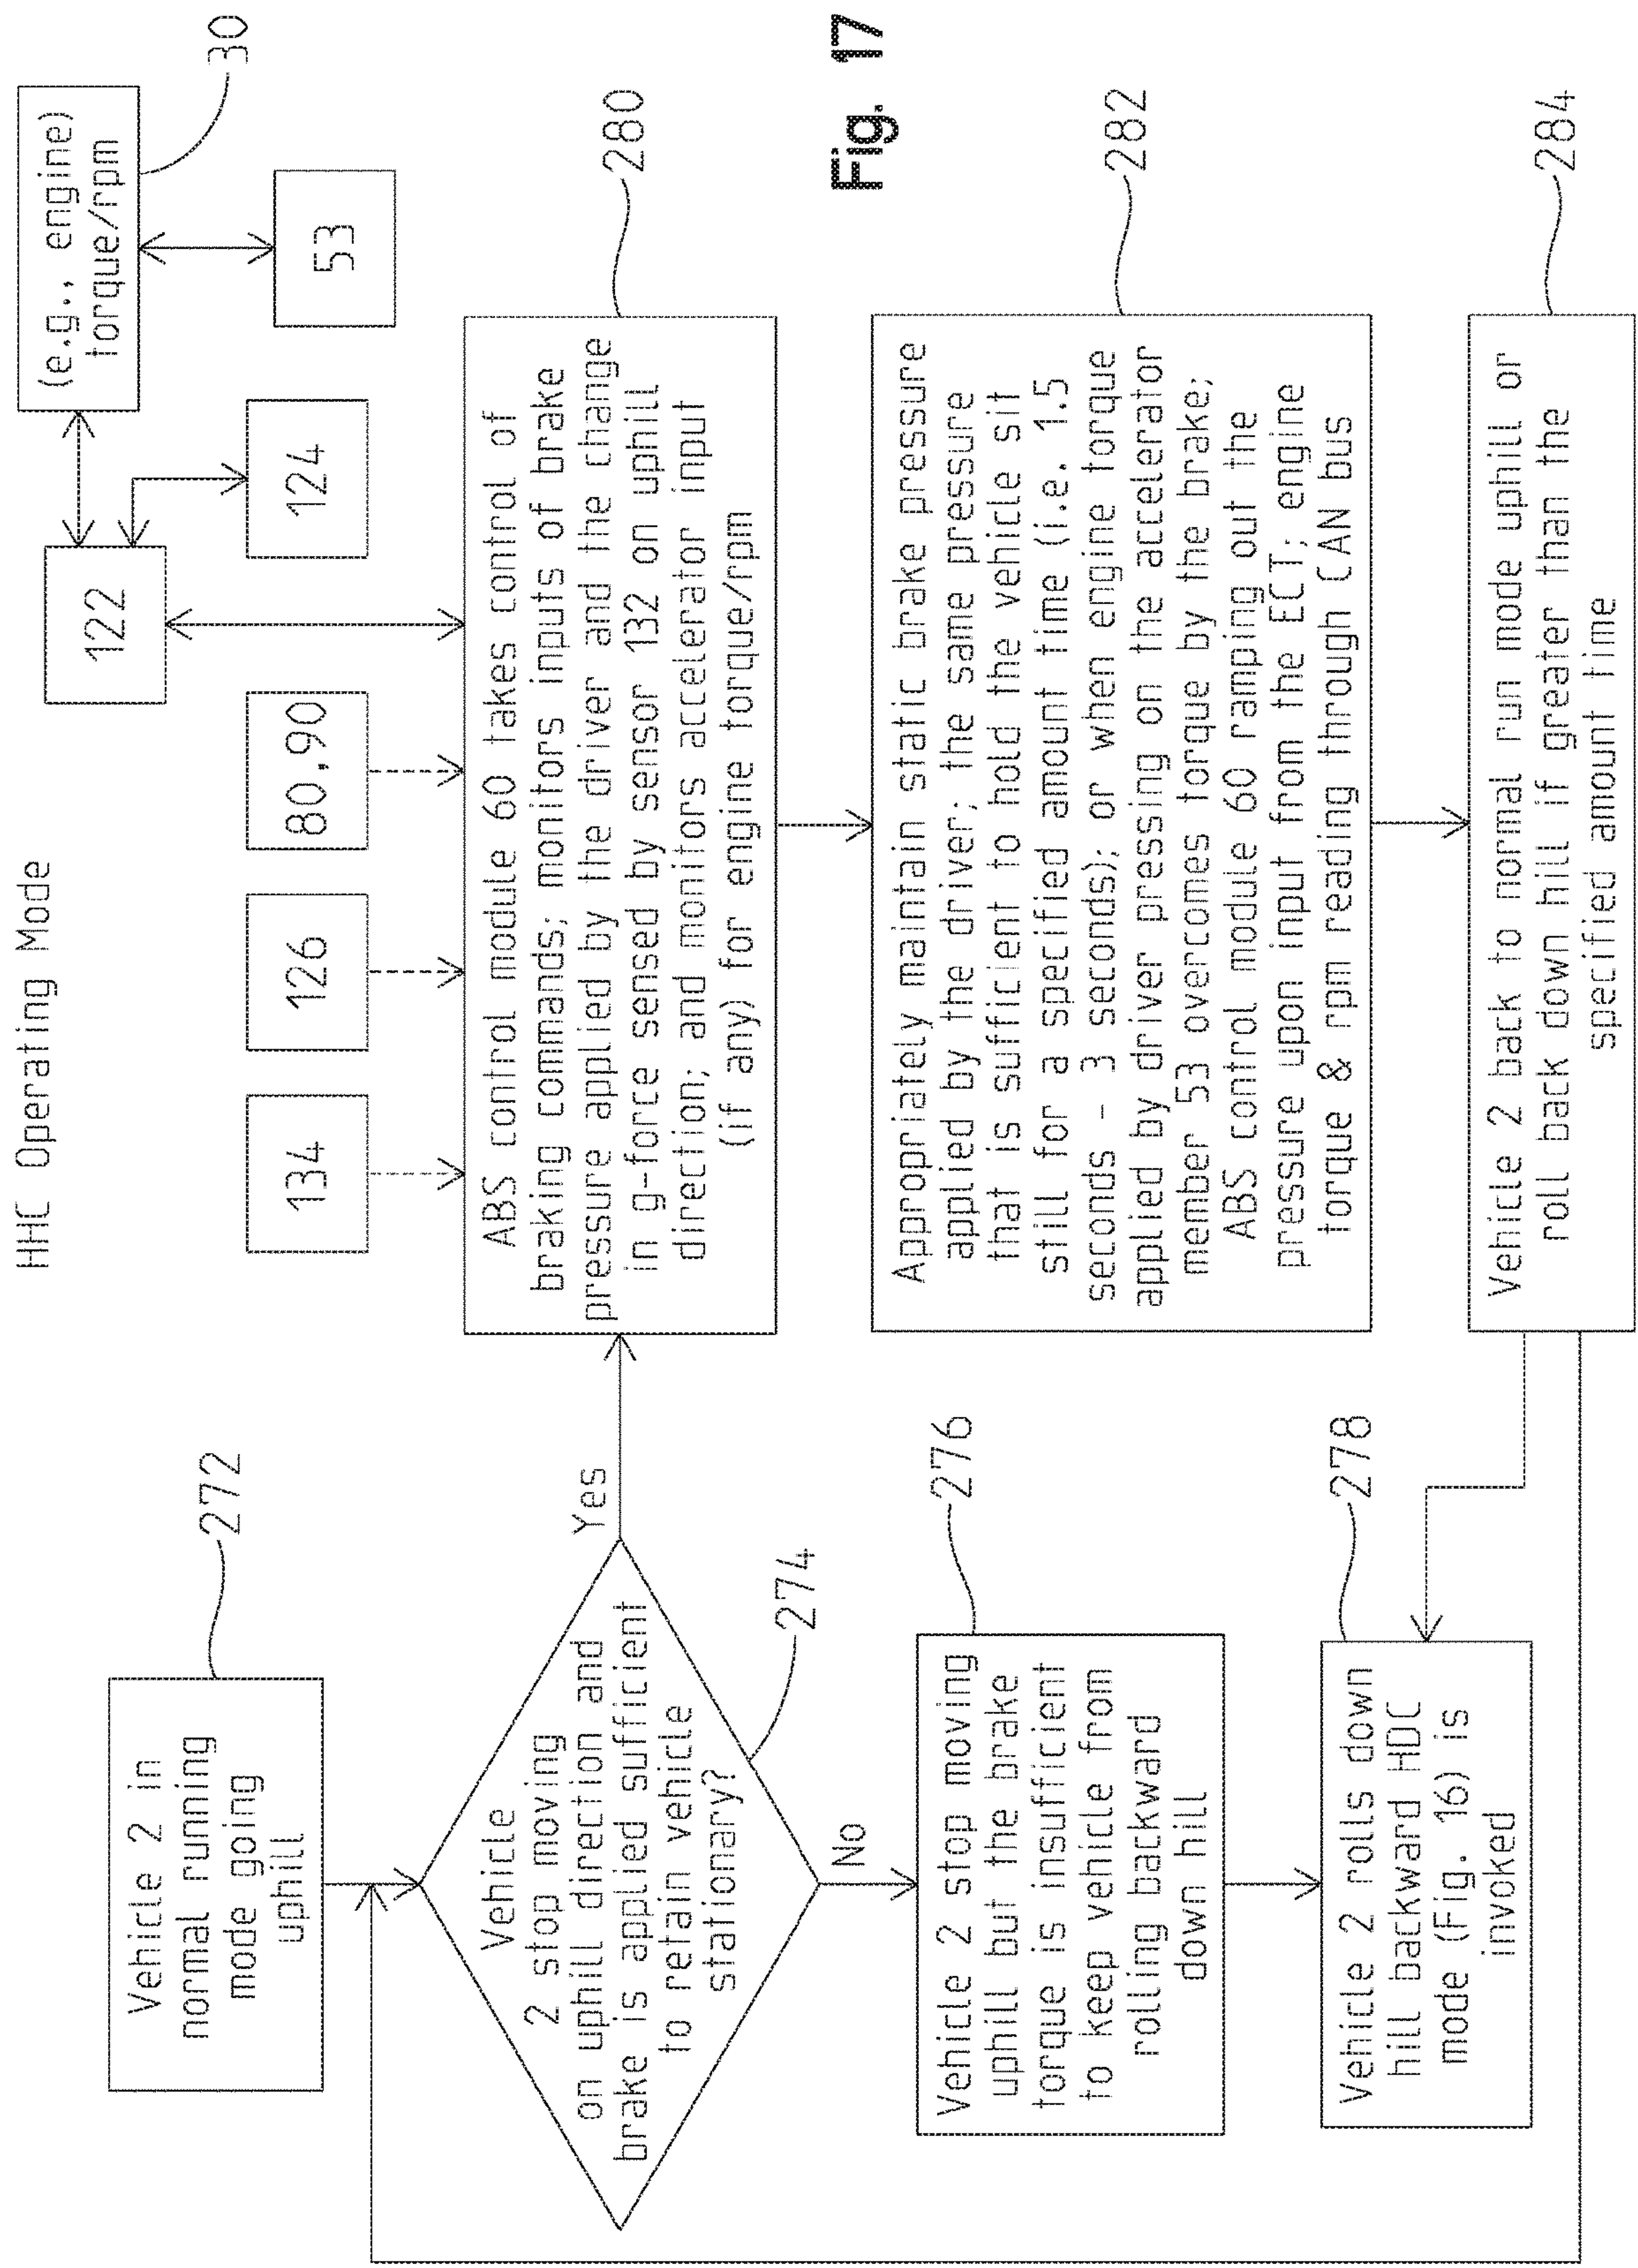 HHC Operating Mode
Vehicle 2 in
normal running
mode going
uphill
272
Vehicle
2 stop moving
on uphill direction and
brake is applied sufficient
to retain vehicle
stationary?
274
Yes
No
Vehicle 2 stop moving
uphill but the brake
torque is insufficient
to keep vehicle from
rolling backward
down hill
276
Vehicle 2 rolls down
hill backward HDC
mode (Fig. 16) is
invoked
278
134
126
80,90
122
124
(e.g., engine)
torque/rpm
30
53
ABS control module 60 takes control of
braking commands; monitors inputs of brake
pressure applied by the driver and the change
in g-force sensed by sensor 132 on uphill
direction; and monitors accelerator input
(if any) for engine torque/rpm
280
Appropriately maintain static brake pressure
applied by the driver; the same pressure
that is sufficient to hold the vehicle sit
still for a specified amount time (i.e. 1.5
seconds - 3 seconds); or when engine torque
applied by driver pressing on the accelerator
member 53 overcomes torque by the brake;
ABS control module 60 ramping out the
pressure upon input from the ECT; engine
torque & rpm reading through CAN bus
282
Vehicle 2 back to normal run mode uphill or
roll back down hill if greater than the
specified amount time
284
Fig. 17